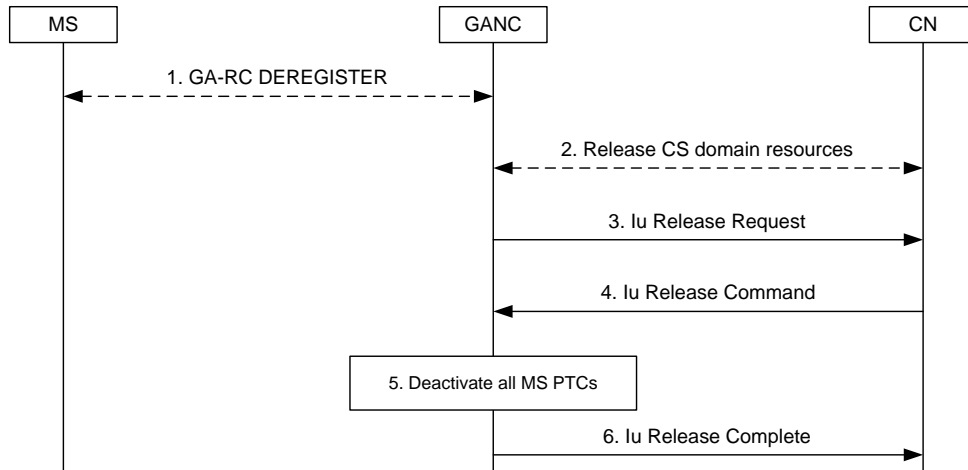 MS
GANC
CN
1. GA-RC DEREGISTER
2. Release CS domain resources
3. Iu Release Request
4. Iu Release Command
5. Deactivate all MS PTCs
6. Iu Release Complete